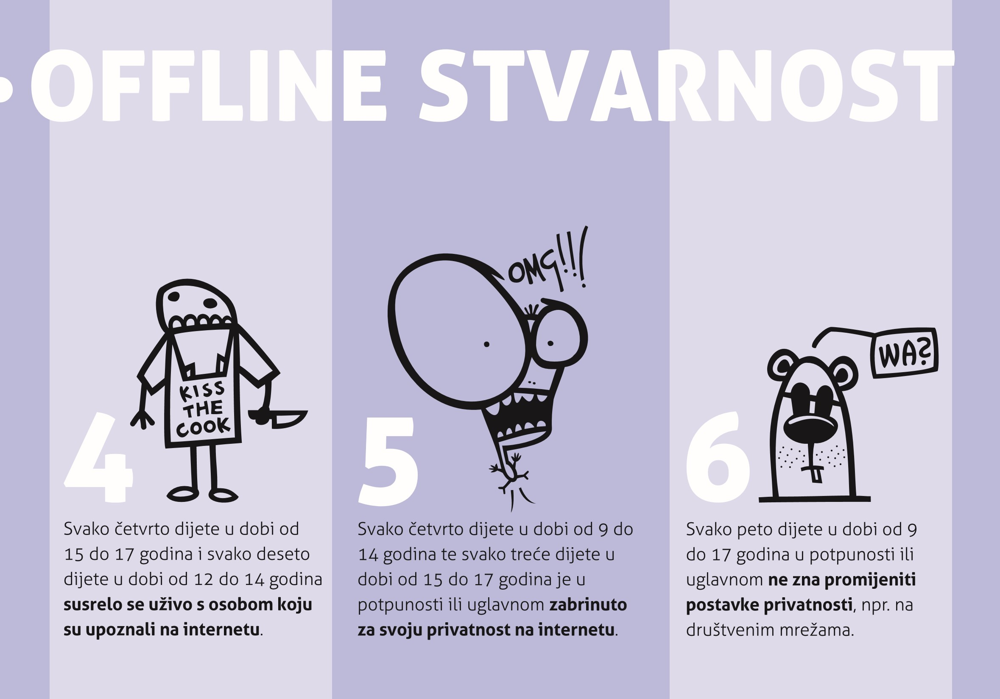 OFFLINE STVARNOST
KISS
THE
COOK
4
Svako četvrto dijete u dobi od
15 do 17 godina i svako deseto
dijete u dobi od 12 do 14 godina
susrelo se uživo s osobom koju
su upoznali na internetu.
OMG!!!
5
Svako četvrto dijete u dobi od 9 do
14 godina te svako treće dijete u
dobi od 15 do 17 godina je u
potpunosti ili uglavnom zabrinuto
za svoju privatnost na internetu.
WA?
6
Svako peto dijete u dobi od 9
do 17 godina u potpunosti ili
uglavnom ne zna promijeniti
postavke privatnosti, npr. na
društvenim mrežama.